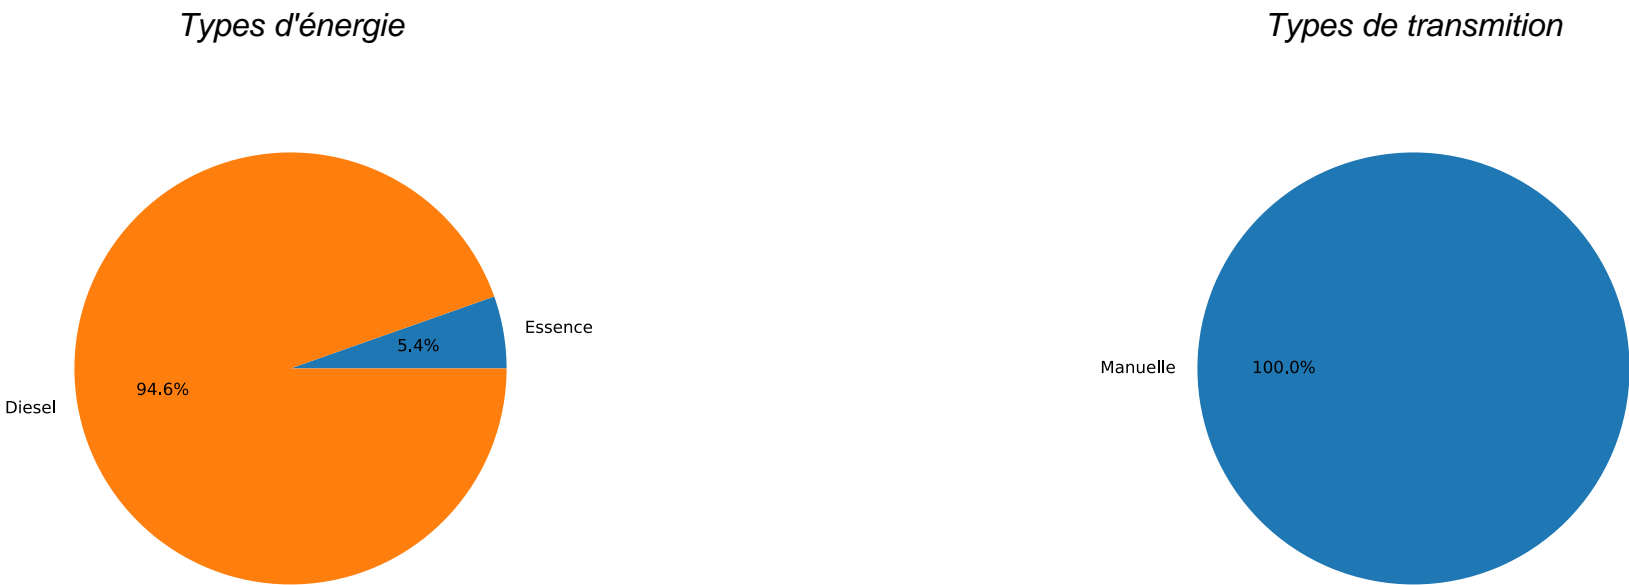 Types d'énergie
Types de transmition
Essence
5.4%
94.6%
Diesel
Manuelle
100.0%